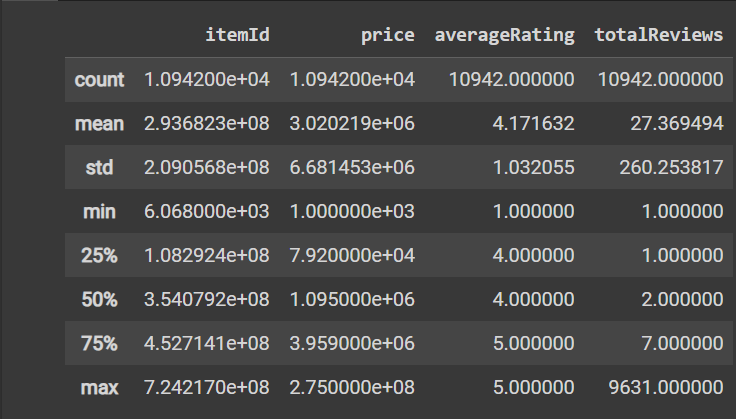 itemId price averageRating totalReviews
count 1.094200e+04 1.094200e+04 10942.000000 10942.000000
mean 2.936823e+08 3.020219e+06 4.171632 27.369494
std 2.090568e+08 6.681453e+06 1.032055 260.253817
min 6.068000e+03 1.000000e+03 1.000000 1.000000
25% 1.082924e+08 7.920000e+04 4.000000 1.000000
50% 3.540792e+08 1.095000e+06 4.000000 2.000000
75% 4.527141e+08 3.959000e+06 5.000000 7.000000
max 7.242170e+08 2.750000e+08 5.000000 9631.000000